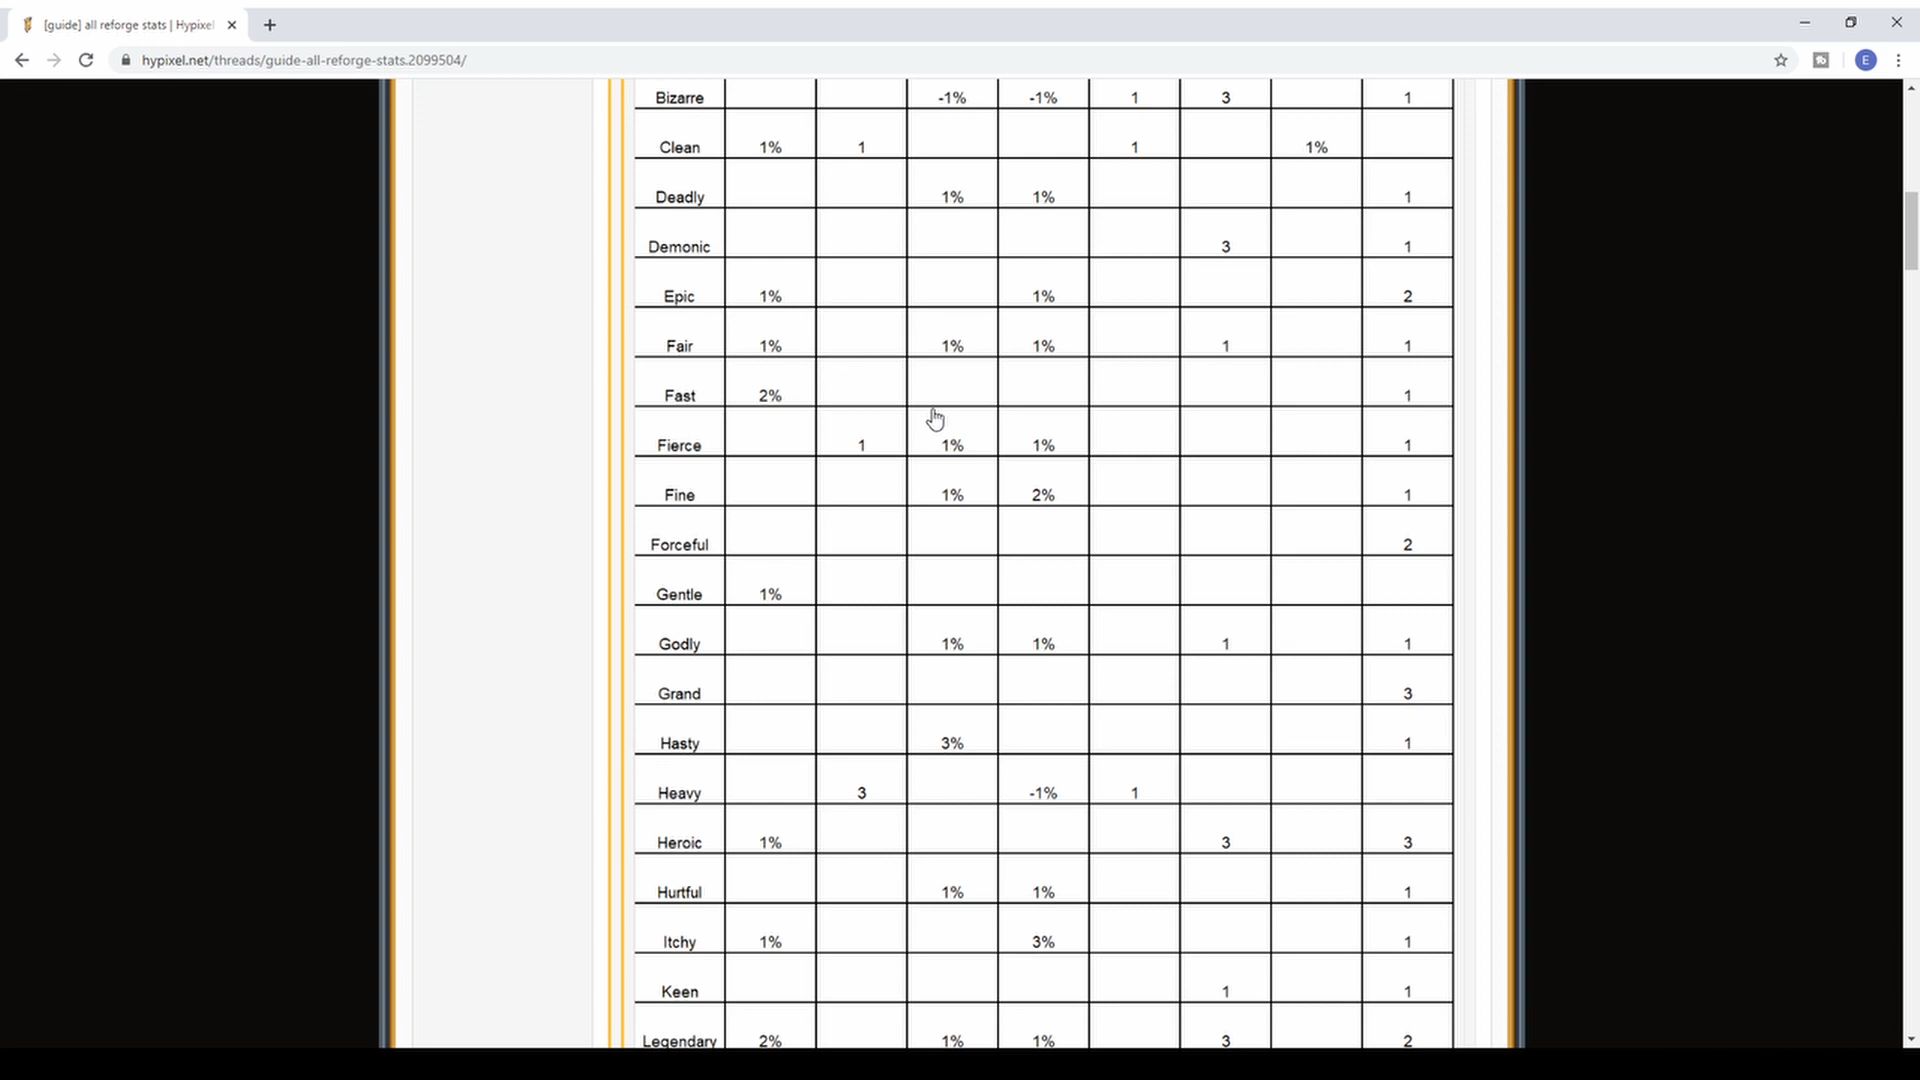 [guide] all reforge stats | Hypixel
hypixel.net/threads/guide-all-reforge-stats.2099504/
E
Bizarre -1% -1% 1 3 1
Clean 1% 1 1 1%
Deadly 1% 1% 1
Demonic 3 1
Epic 1% 1% 2
Fair 1% 1% 1% 1 1
Fast 2% 1
Fierce 1 1% 1% 1
Fine 1% 2% 1
Forceful 2
Gentle 1%
Godly 1% 1% 1 1
Grand 3
Hasty 3% 1
Heavy 3 -1% 1
Heroic 1% 3 3
Hurtful 1% 1% 1
Itchy 1% 3% 1
Keen 1 1
Legendary 2% 1% 1% 3 2